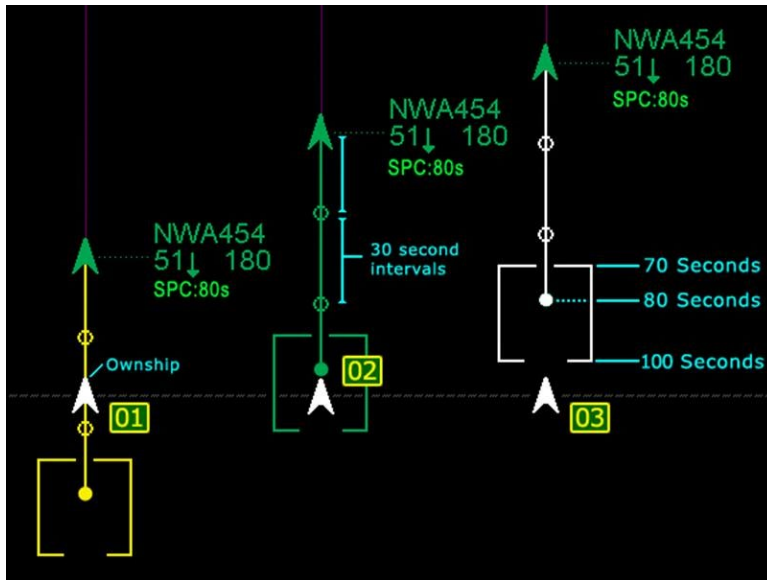 NWA454
51↓ 180
SPC:80s
Ownship
01
NWA454
51↓ 180
SPC:80s
30 second
intervals
02
NWA454
51↓ 180
SPC:80s
70 Seconds
80 Seconds
100 Seconds
03